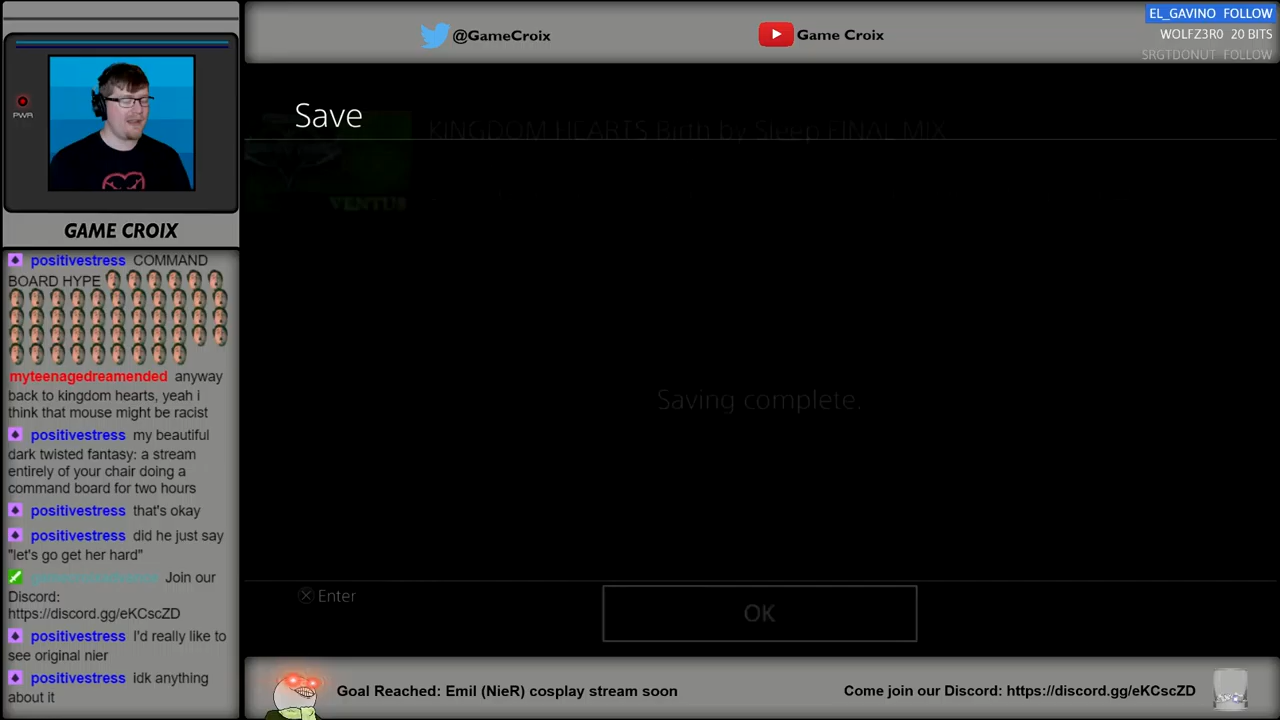 @GameCroix
Game Croix
EL_GAVINO FOLLOW
WOLFZ3R0 20 BITS
SRGTDONUT FOLLOW
PWR
GAME CROIX
Save
KINGDOM HEARTS Birth by Sleep FINAL MIX
VENTUS
Saving complete.
Enter
OK
positivestress COMMAND
BOARD HYPE
myteenagedreamended anyway
back to kingdom hearts, yeah i
think that mouse might be racist
positivestress my beautiful
dark twisted fantasy: a stream
entirely of your chair doing a
command board for two hours
positivestress that's okay
positivestress did he just say
"let's go get her hard"
Join our
Discord:
https://discord.gg/eKCscZD
positivestress I'd really like to
see original nier
positivestress idk anything
about it
Goal Reached: Emil (NieR) cosplay stream soon
Come join our Discord: https://discord.gg/eKCscZD